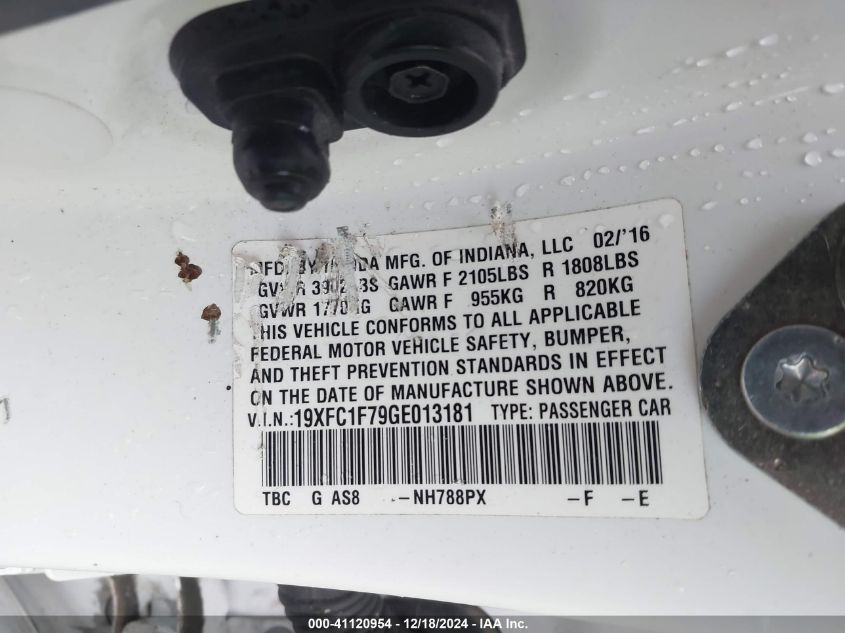 MFD. BY HONDA MFG. OF INDIANA, LLC 02/'16
GVWR GAWR F 2105LBS R 1808LBS
GVWR GAWR F 955KG R 820KG
THIS VEHICLE CONFORMS TO ALL APPLICABLE
FEDERAL MOTOR VEHICLE SAFETY, BUMPER,
AND THEFT PREVENTION STANDARDS IN EFFECT
ON THE DATE OF MANUFACTURE SHOWN ABOVE.
V.I.N.:19XFC1F79GE013181 TYPE: PASSENGER CAR
TBC G AS8 -NH788PX -F -E
000-41120954 - 12/18/2024 - IAA Inc.